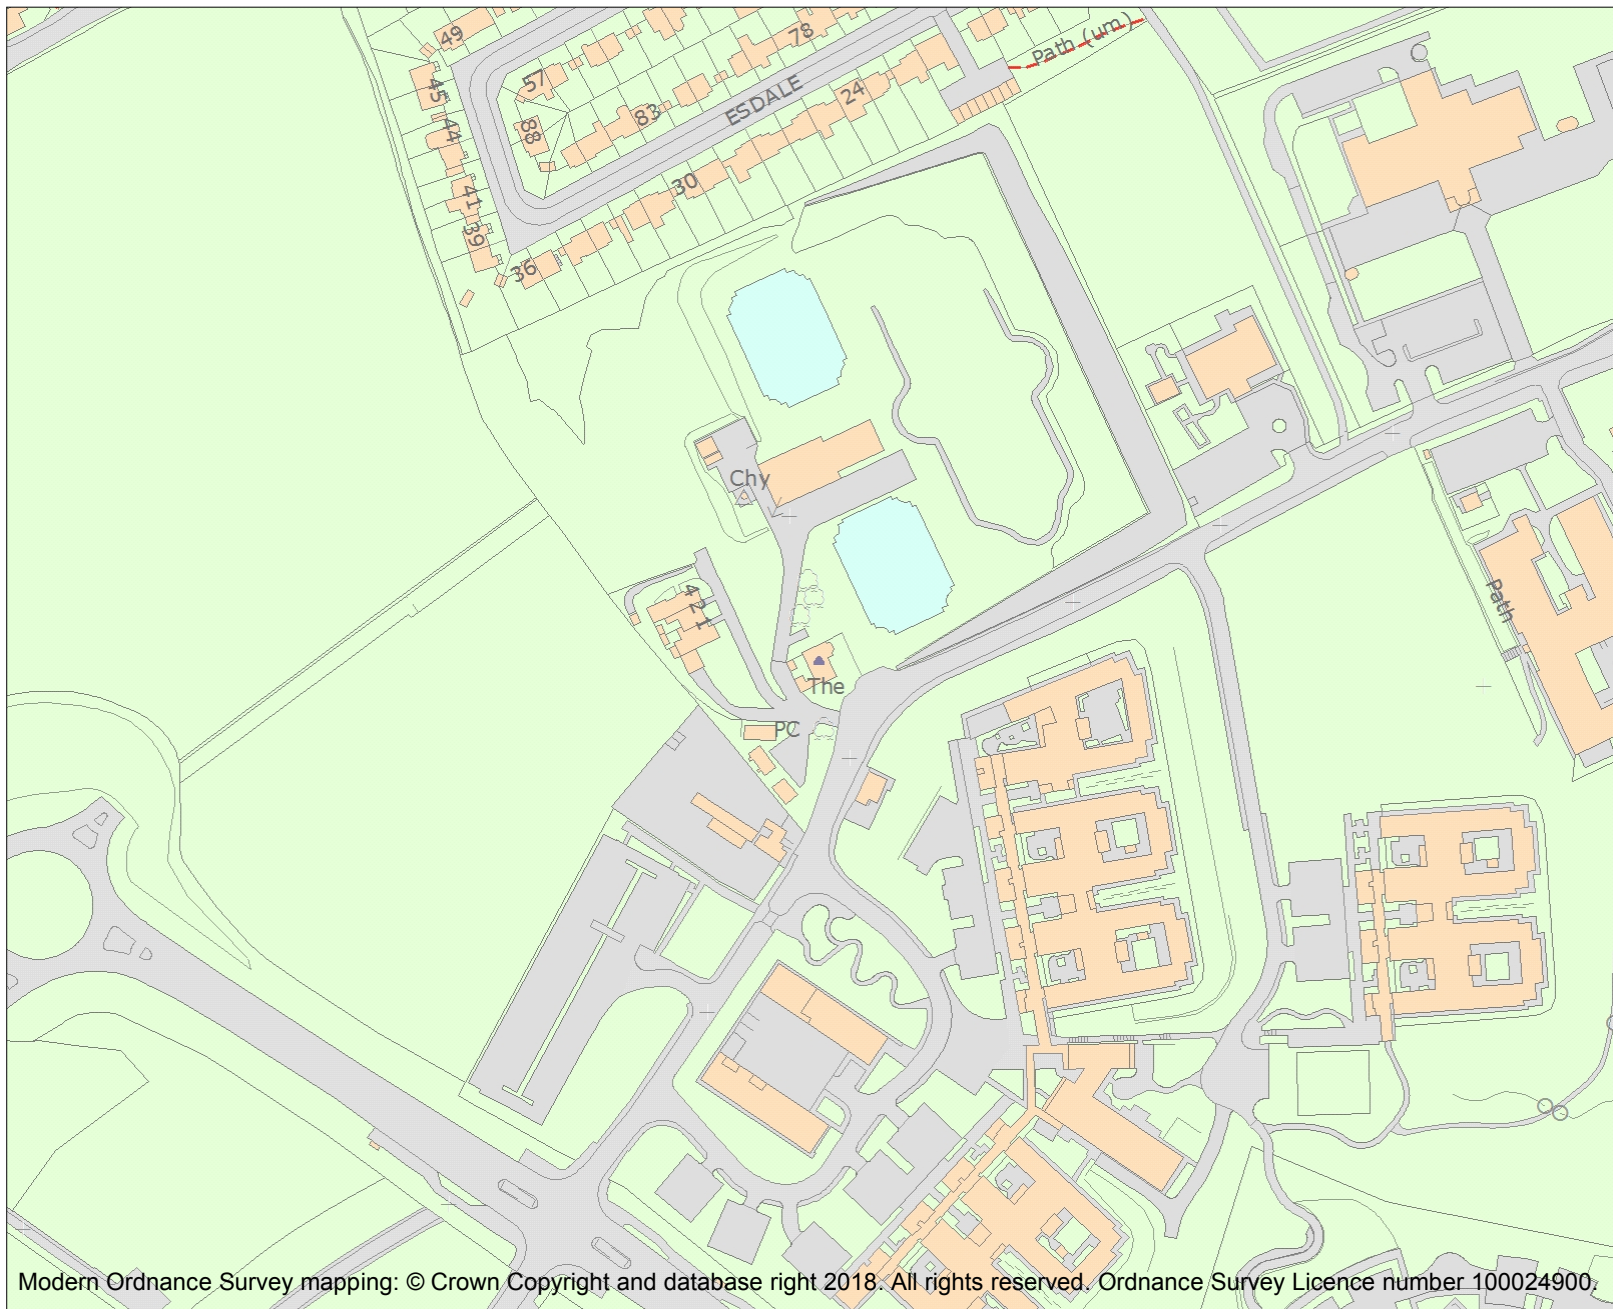 49
78
Path (um)
57
45
24
ESDALE
83
88
44
30
41
39
36
Chy
4 2 1
Path
The
PC
Modern Ordnance Survey mapping: © Crown Copyright and database right 2018. All rights reserved. Ordnance Survey Licence number 100024900.